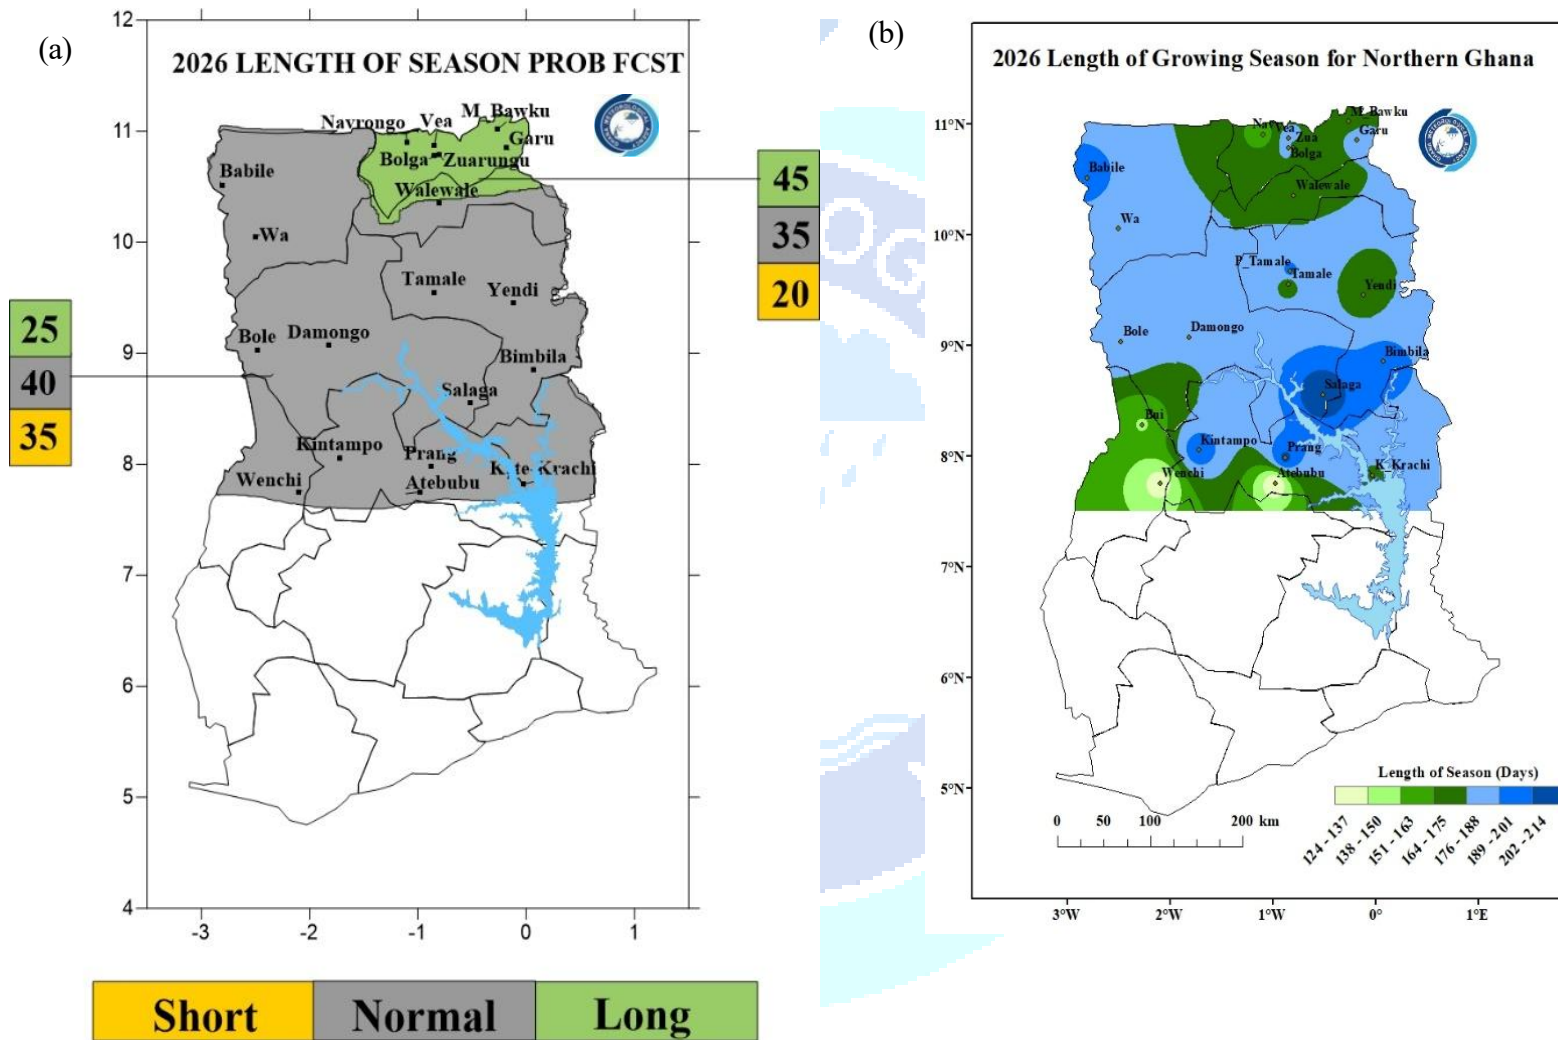 (a)
2026 LENGTH OF SEASON PROB FCST
12
11
10
9
8
7
6
5
4
-3
-2
-1
0
1
Navrongo
Vea
M_Bawku
Garu
Bolga
Zuarungu
Walewale
Babile
Wa
Tamale
Yendi
Bole
Damongo
Bimbila
Salaga
Kintampo
Prang
Kete-Krachi
Wenchi
Atebubu
45
35
20
25
40
35
Short
Normal
Long
(b)
2026 Length of Growing Season for Northern Ghana
11°N
10°N
9°N
8°N
7°N
6°N
5°N
3°W
2°W
1°W
0°
1°E
M_Bawku
Vea
Garu
Zua
Bolga
Babile
Walewale
Wa
P_Tamale
Tamale
Yendi
Bole
Damongo
Bimbila
Salaga
Bui
Kintampo
Prang
Wenchi
Atebubu
K_Krachi
Length of Season (Days)
124 - 137
138 - 150
151 - 163
164 - 175
176 - 188
189 - 201
202 - 214
0 50 100 200 km